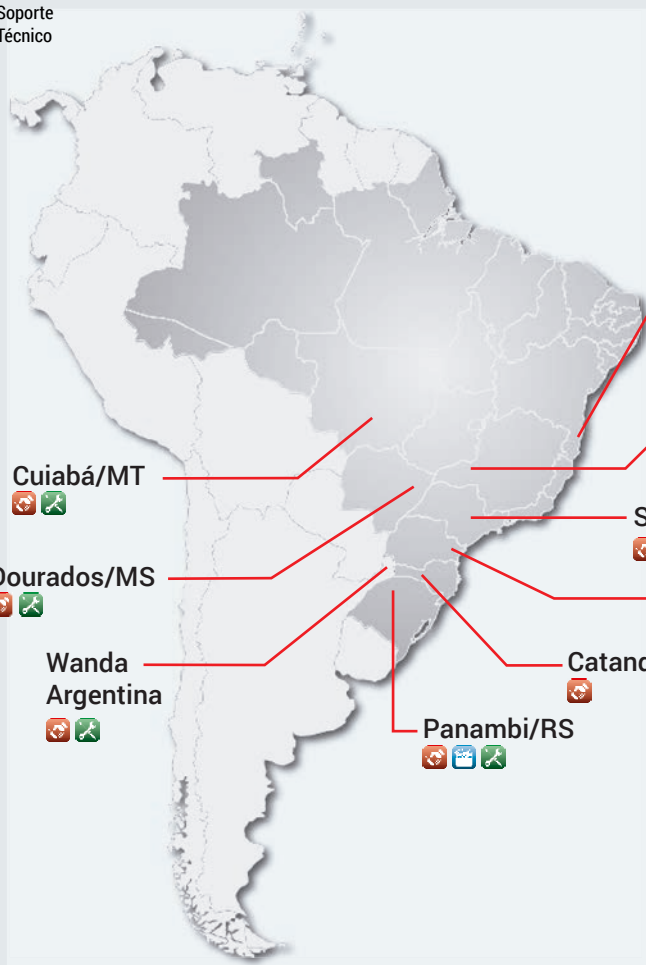 Soporte
Técnico
Cuiabá/MT
Dourados/MS
Wanda
Argentina
Panambi/RS